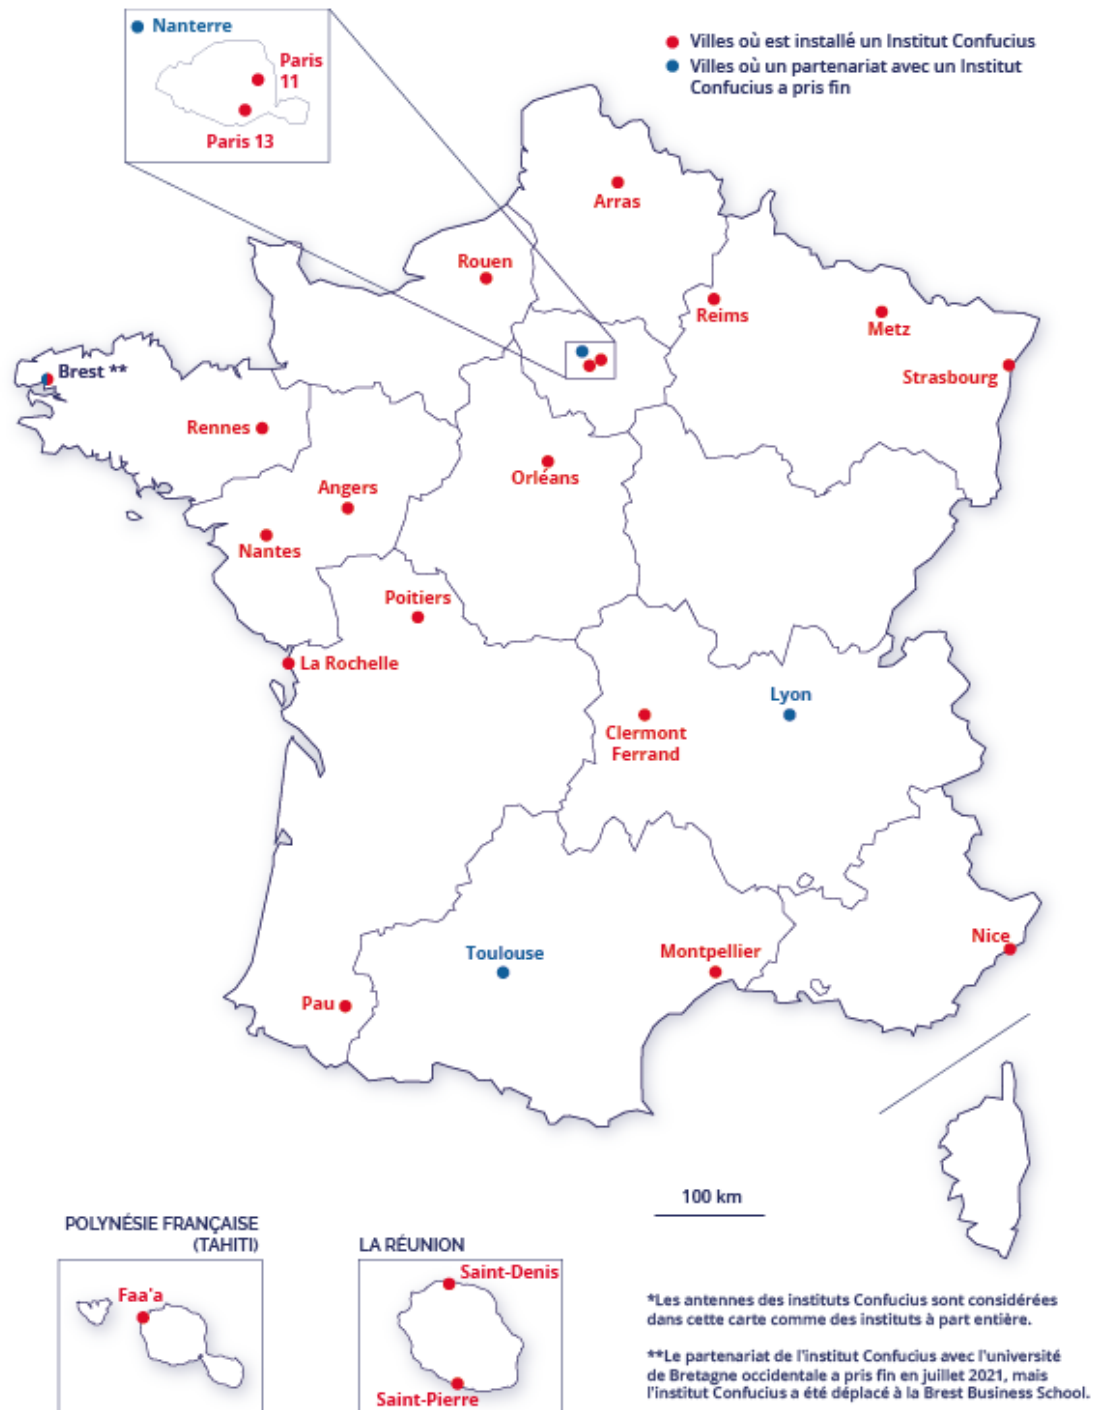 Nanterre
Paris
11
Paris 13
Villes où est installé un Institut Confucius
Villes où un partenariat avec un Institut
Confucius a pris fin
Arras
Rouen
Reims
Metz
Strasbourg
Brest **
Rennes
Orléans
Angers
Nantes
Poitiers
La Rochelle
Lyon
Clermont
Ferrand
Toulouse
Montpellier
Nice
Pau
100 km
POLYNÉSIE FRANÇAISE
(TAHITI)
Faa'a
LA RÉUNION
Saint-Denis
Saint-Pierre
*Les antennes des instituts Confucius sont considérées
dans cette carte comme des instituts à part entière.
**Le partenariat de l'institut Confucius avec l'université
de Bretagne occidentale a pris fin en juillet 2021, mais
l'institut Confucius a été déplacé à la Brest Business School.